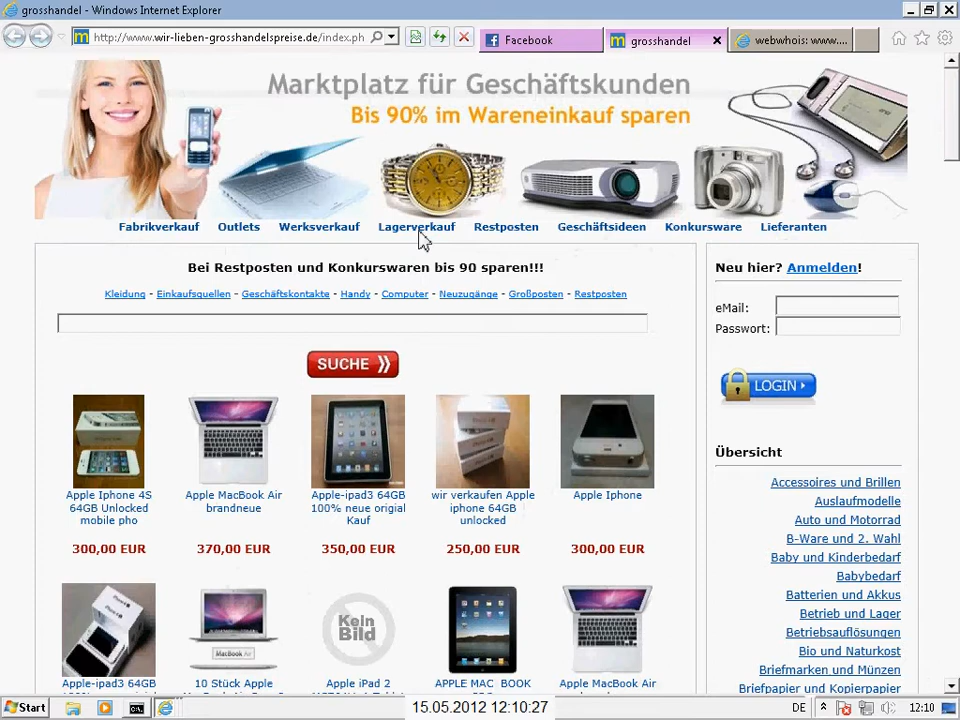 grosshandel - Windows Internet Explorer
http://www.wir-lieben-grosshandelspreise.de/index.ph
Facebook
grosshandel
webwhois: www....
Marktplatz für Geschäftskunden
Bis 90% im Wareneinkauf sparen
Fabrikverkauf Outlets Werksverkauf Lagerverkauf Restposten Geschäftsideen Konkursware Lieferanten
Bei Restposten und Konkurswaren bis 90 sparen!!!
Kleidung - Einkaufsquellen - Geschäftskontakte - Handy - Computer - Neuzugänge - Großposten - Restposten
SUCHE
Neu hier? Anmelden!
eMail:
Passwort:
LOGIN
Apple Iphone 4S
64GB Unlocked
mobile pho
300,00 EUR
Apple MacBook Air
brandneue
370,00 EUR
Apple-ipad3 64GB
100% neue origial
Kauf
350,00 EUR
wir verkaufen Apple
iphone 64GB
unlocked
250,00 EUR
Apple Iphone
300,00 EUR
Apple-ipad3 64GB
MacBook Air
10 Stück Apple
Kein
Bild
Apple iPad 2
APPLE MAC BOOK
Apple MacBook Air
Übersicht
Accessoires und Brillen
Auslaufmodelle
Auto und Motorrad
B-Ware und 2. Wahl
Baby und Kinderbedarf
Babybedarf
Batterien und Akkus
Betrieb und Lager
Betriebsauflösungen
Bio und Naturkost
Briefmarken und Münzen
Briefpapier und Kopierpapier
Start
15.05.2012 12:10:27
DE
12:10